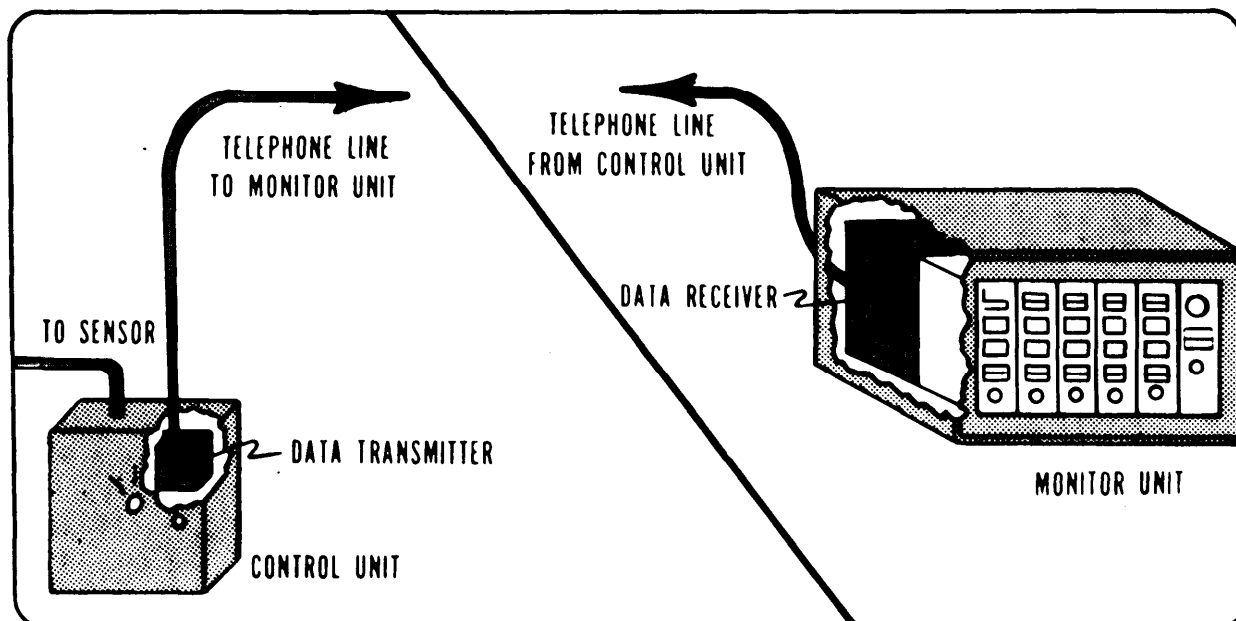 TELEPHONE LINE
TO MONITOR UNIT
TO SENSOR
DATA TRANSMITTER
CONTROL UNIT
TELEPHONE LINE
FROM CONTROL UNIT
DATA RECEIVER
MONITOR UNIT